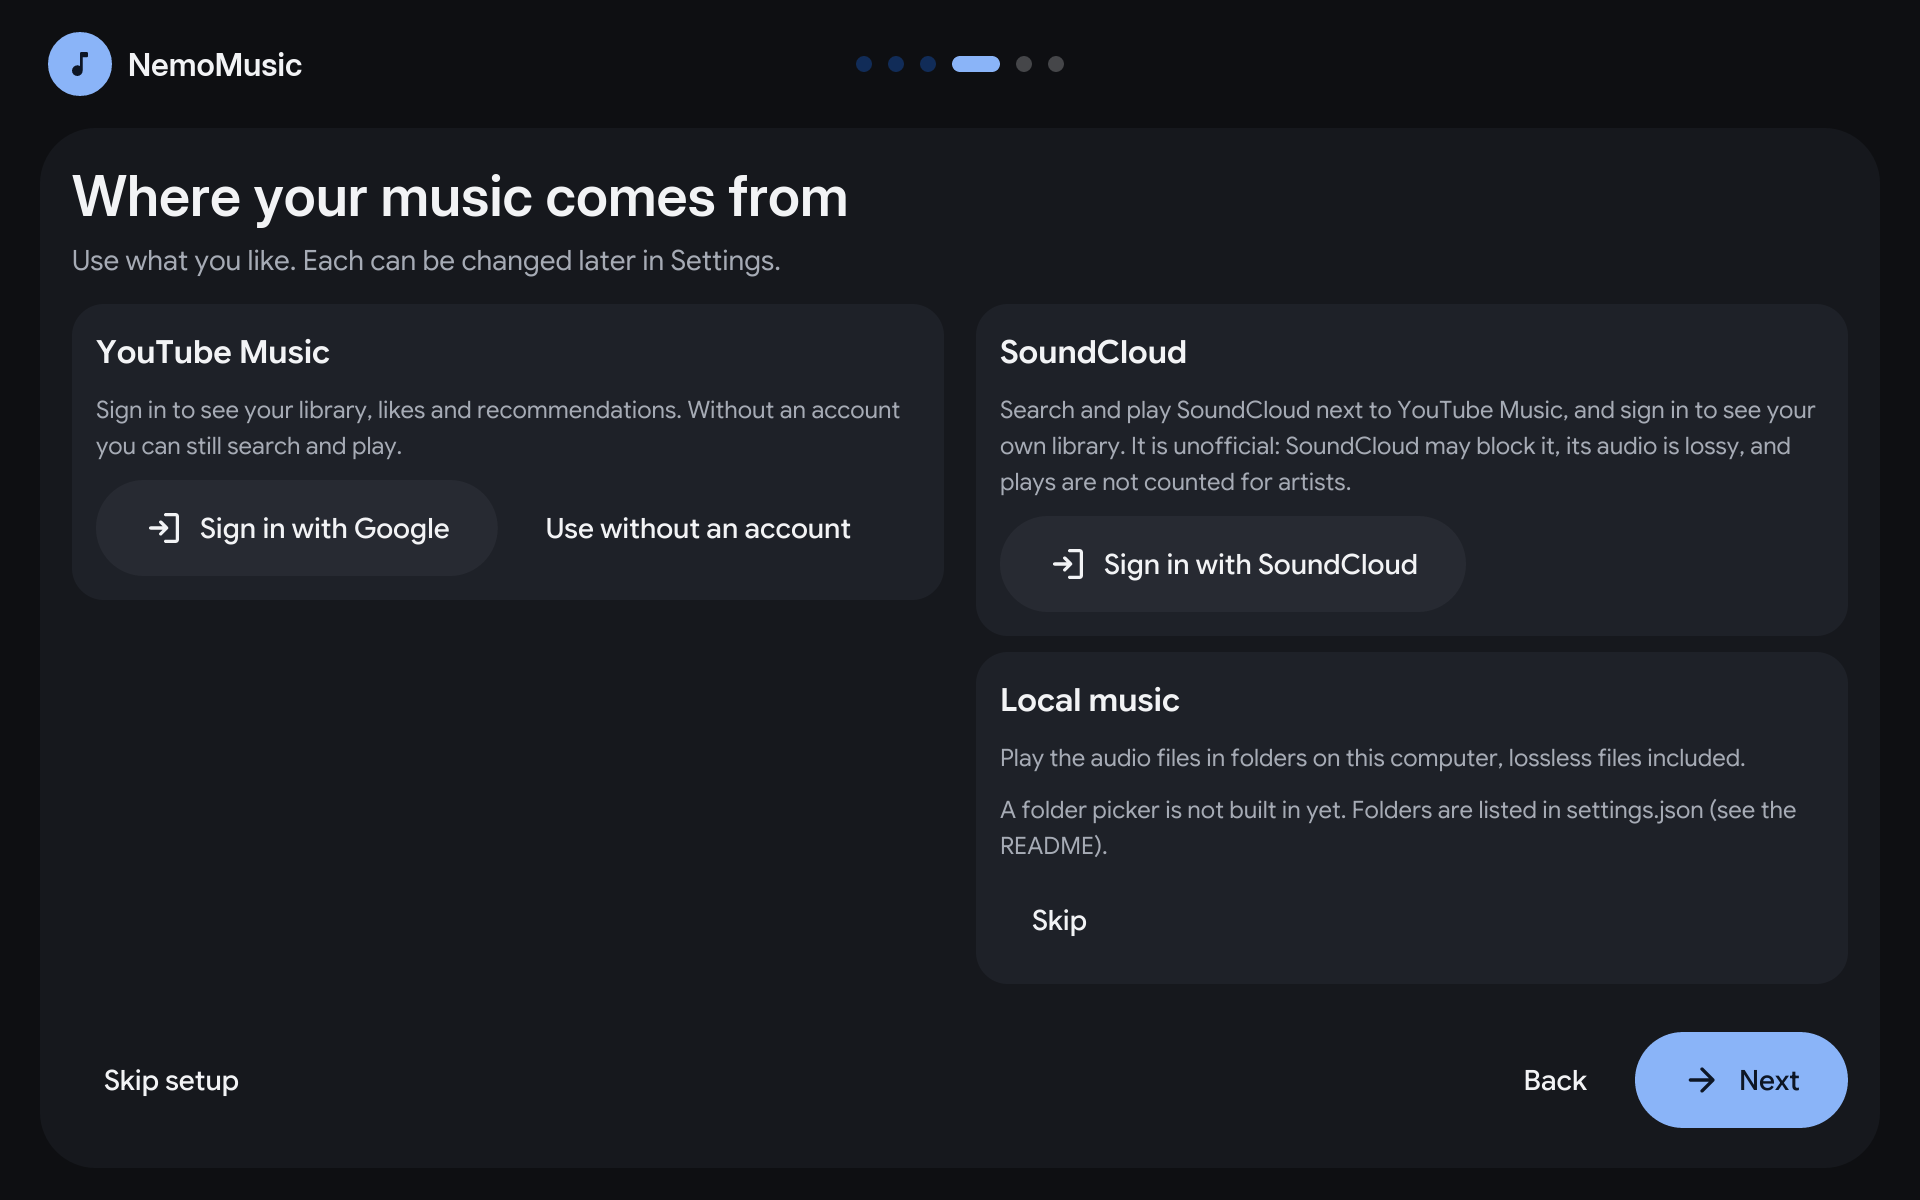 NemoMusic
Where your music comes from
Use what you like. Each can be changed later in Settings.
YouTube Music
Sign in to see your library, likes and recommendations. Without an account
you can still search and play.
Sign in with Google
Use without an account
SoundCloud
Search and play SoundCloud next to YouTube Music, and sign in to see your
own library. It is unofficial: SoundCloud may block it, its audio is lossy, and
plays are not counted for artists.
Sign in with SoundCloud
Local music
Play the audio files in folders on this computer, lossless files included.
A folder picker is not built in yet. Folders are listed in settings.json (see the
README).
Skip
Skip setup
Back
Next